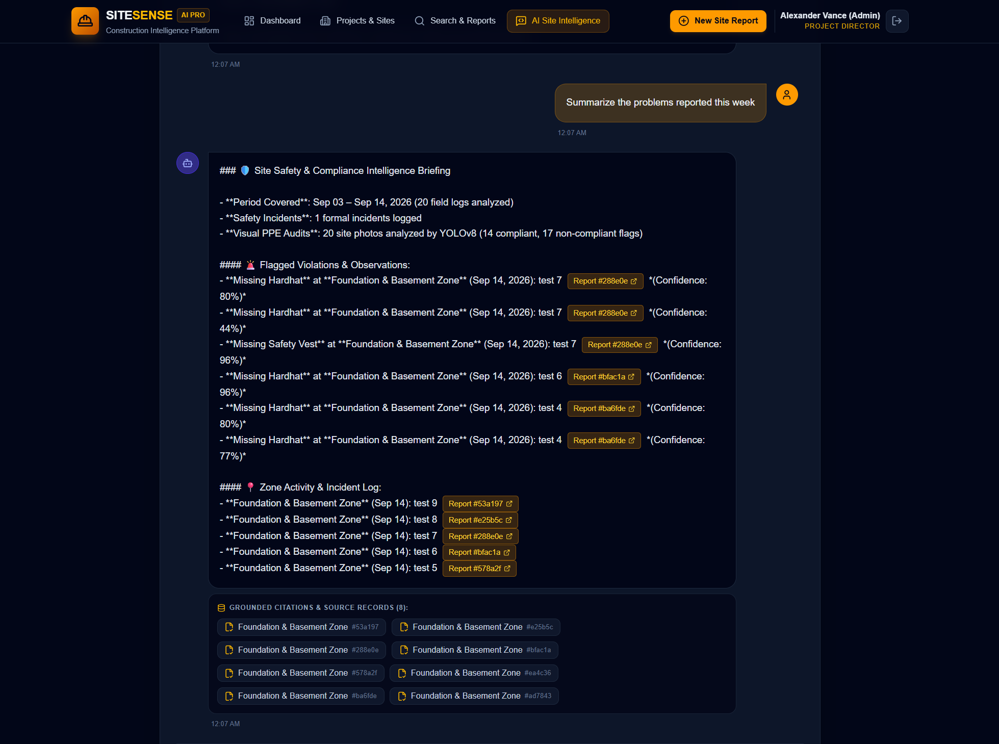 SITESENSE AI PRO
Construction Intelligence Platform
Dashboard
Projects & Sites
Search & Reports
AI Site Intelligence
New Site Report
Alexander Vance (Admin)
PROJECT DIRECTOR
12:07 AM
Summarize the problems reported this week
12:07 AM
### 🛡️ Site Safety & Compliance Intelligence Briefing
- **Period Covered**: Sep 03 – Sep 14, 2026 (20 field logs analyzed)
- **Safety Incidents**: 1 formal incidents logged
- **Visual PPE Audits**: 20 site photos analyzed by YOLOv8 (14 compliant, 17 non-compliant flags)
#### 🚨 Flagged Violations & Observations:
- **Missing Hardhat** at **Foundation & Basement Zone** (Sep 14, 2026): test 7 Report #288e0e *(Confidence:
80%)*
- **Missing Hardhat** at **Foundation & Basement Zone** (Sep 14, 2026): test 7 Report #288e0e *(Confidence:
44%)*
- **Missing Safety Vest** at **Foundation & Basement Zone** (Sep 14, 2026): test 7 Report #288e0e *(Confidence:
96%)*
- **Missing Hardhat** at **Foundation & Basement Zone** (Sep 14, 2026): test 6 Report #bfac1a *(Confidence:
96%)*
- **Missing Hardhat** at **Foundation & Basement Zone** (Sep 14, 2026): test 4 Report #ba6fde *(Confidence:
80%)*
- **Missing Hardhat** at **Foundation & Basement Zone** (Sep 14, 2026): test 4 Report #ba6fde *(Confidence:
77%)*
#### 📍 Zone Activity & Incident Log:
- **Foundation & Basement Zone** (Sep 14): test 9 Report #53a197
- **Foundation & Basement Zone** (Sep 14): test 8 Report #e25b5c
- **Foundation & Basement Zone** (Sep 14): test 7 Report #288e0e
- **Foundation & Basement Zone** (Sep 14): test 6 Report #bfac1a
- **Foundation & Basement Zone** (Sep 14): test 5 Report #578a2f
GROUNDED CITATIONS & SOURCE RECORDS (8):
Foundation & Basement Zone #53a197
Foundation & Basement Zone #e25b5c
Foundation & Basement Zone #288e0e
Foundation & Basement Zone #bfac1a
Foundation & Basement Zone #578a2f
Foundation & Basement Zone #ea4c36
Foundation & Basement Zone #ba6fde
Foundation & Basement Zone #ad7843
12:07 AM